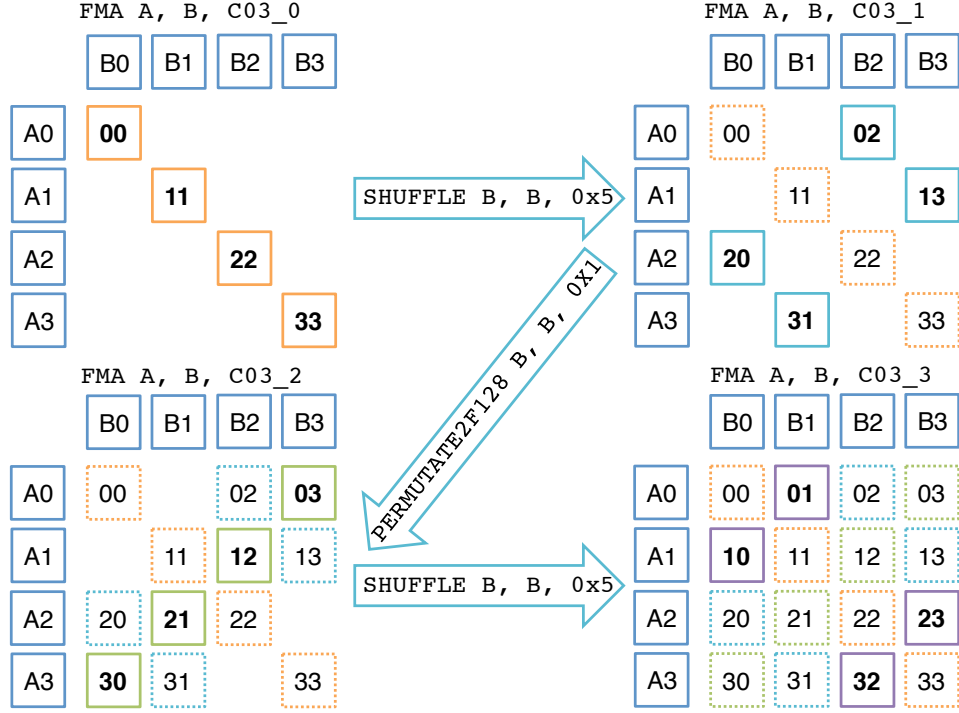 FMA A, B, C03_0
B0 B1 B2 B3
A0 00
A1 11
A2 22
A3 33
SHUFFLE B, B, 0x5
FMA A, B, C03_1
B0 B1 B2 B3
A0 00 02
A1 11 13
A2 20 22
A3 31 33
PERMUTATE2F128 B, B, 0X1
FMA A, B, C03_2
B0 B1 B2 B3
A0 00 02 03
A1 11 12 13
A2 20 21 22
A3 30 31 33
SHUFFLE B, B, 0x5
FMA A, B, C03_3
B0 B1 B2 B3
A0 00 01 02 03
A1 10 11 12 13
A2 20 21 22 23
A3 30 31 32 33